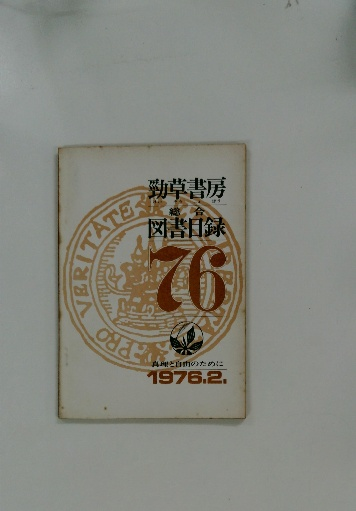 勁草書房
総合
図書目録
'76
真理と自由のために
1976.2.
PRO VERITATE